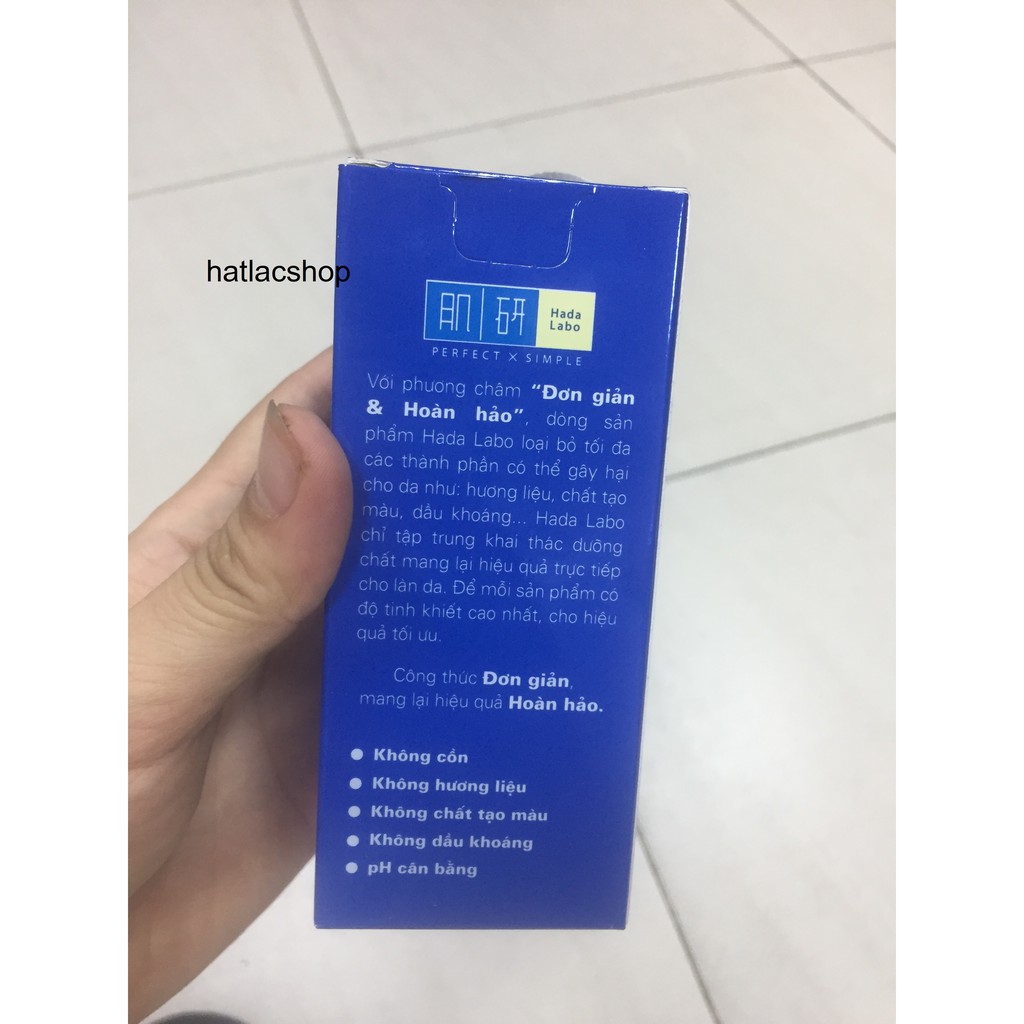 hatlacshop
肌研
Hada
Labo
PERFECT X SIMPLE
Với phương châm “Đơn giản
& Hoàn hảo”, dòng sản
phẩm Hada Labo loại bỏ tối đa
các thành phần có thể gây hại
cho da như: hương liệu, chất tạo
màu, dầu khoáng... Hada Labo
chỉ tập trung khai thác dưỡng
chất mang lại hiệu quả trực tiếp
cho làn da. Để mỗi sản phẩm có
độ tinh khiết cao nhất, cho hiệu
quả tối ưu.
Công thức Đơn giản,
mang lại hiệu quả Hoàn hảo.
● Không cồn
● Không hương liệu
● Không chất tạo màu
● Không dầu khoáng
● pH cân bằng